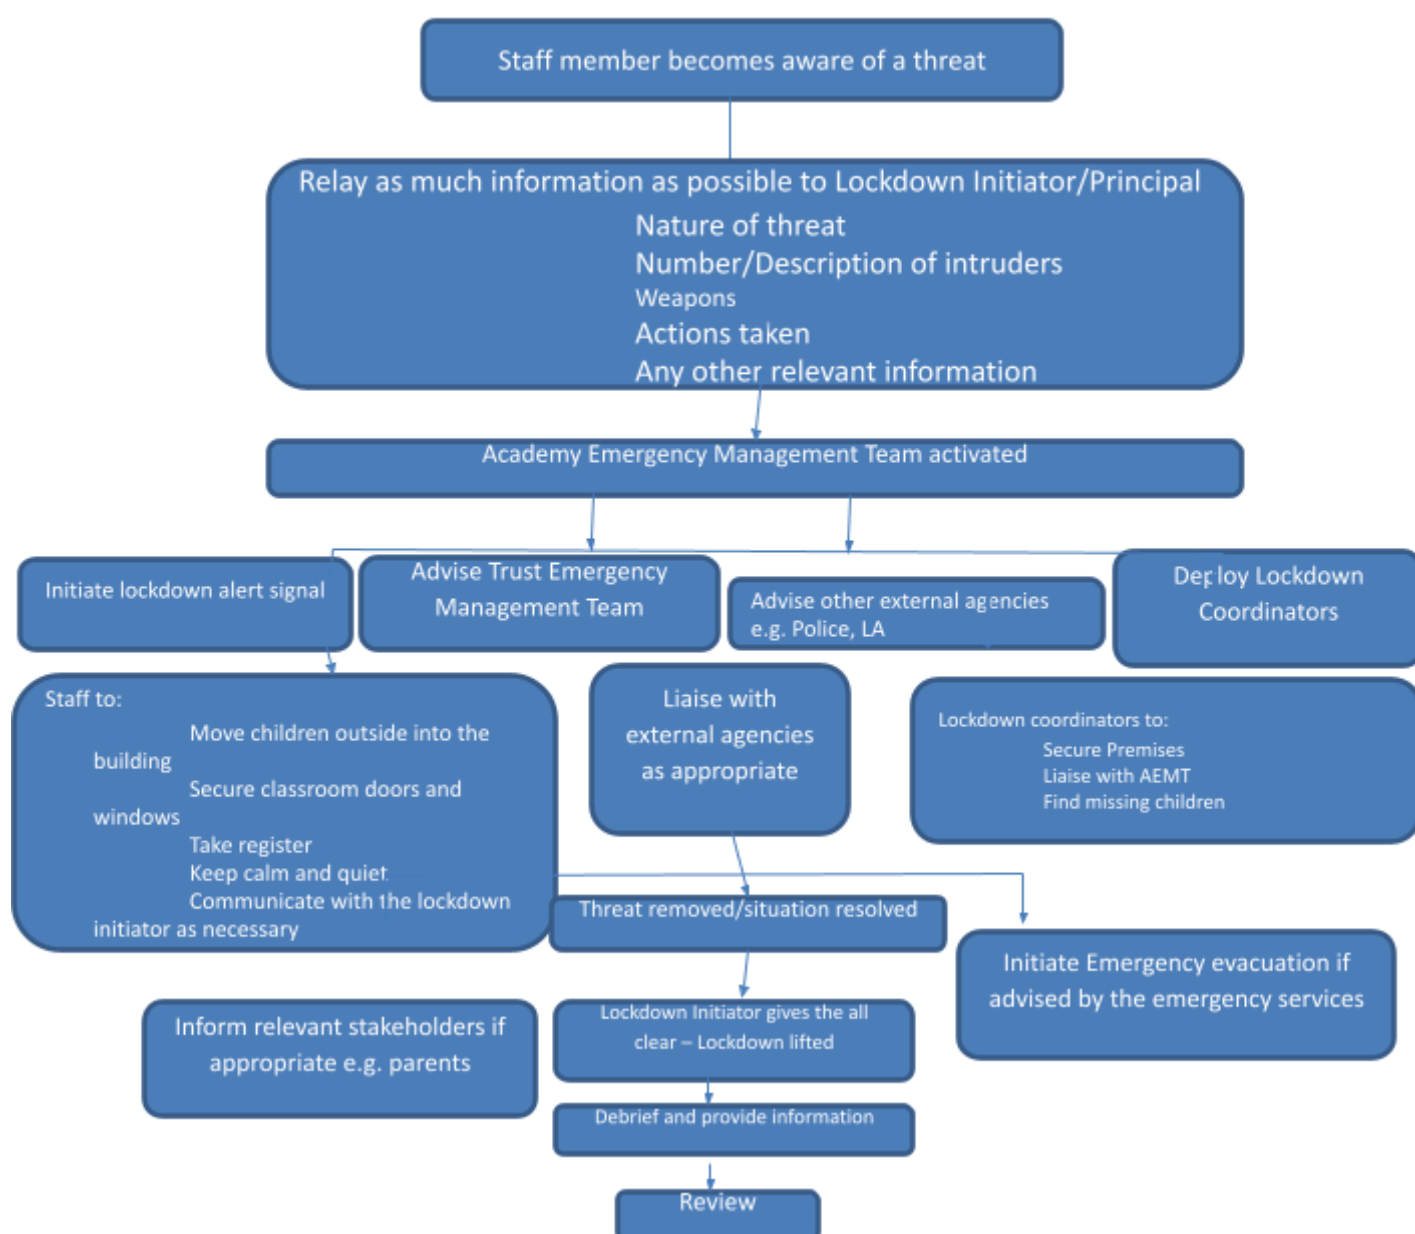 Staff member becomes aware of a threat
Relay as much information as possible to Lockdown Initiator/Principal
Nature of threat
Number/Description of intruders
Weapons
Actions taken
Any other relevant information
Academy Emergency Management Team activated
Initiate lockdown alert signal
Advise Trust Emergency
Management Team
Advise other external agencies
e.g. Police, LA
Deploy Lockdown
Coordinators
Staff to:
Move children outside into the
building
Secure classroom doors and
windows
Take register
Keep calm and quiet
Communicate with the lockdown
initiator as necessary
Liaise with
external agencies
as appropriate
Lockdown coordinators to:
Secure Premises
Liaise with AEMT
Find missing children
Threat removed/situation resolved
Initiate Emergency evacuation if
advised by the emergency services
Inform relevant stakeholders if
appropriate e.g. parents
Lockdown Initiator gives the all
clear – Lockdown lifted
Debrief and provide information
Review